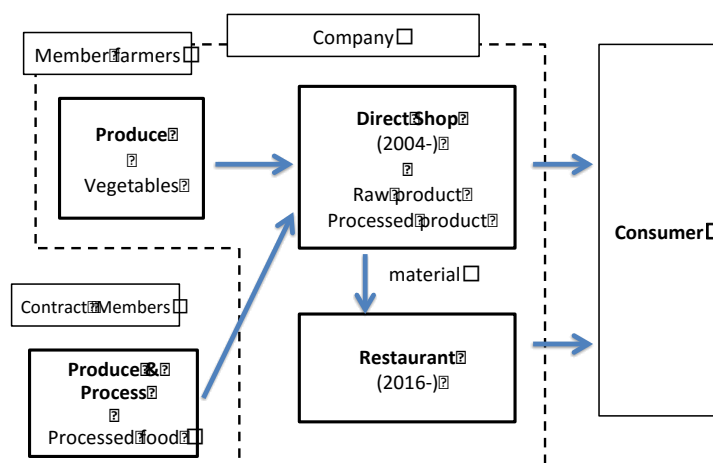 Company
Member farmers
Produce
Vegetables
Direct Shop
(2004-)
Raw product
Processed product
Consumer
material
Contract Members
Produce &
Process
Processed food
Restaurant
(2016-)